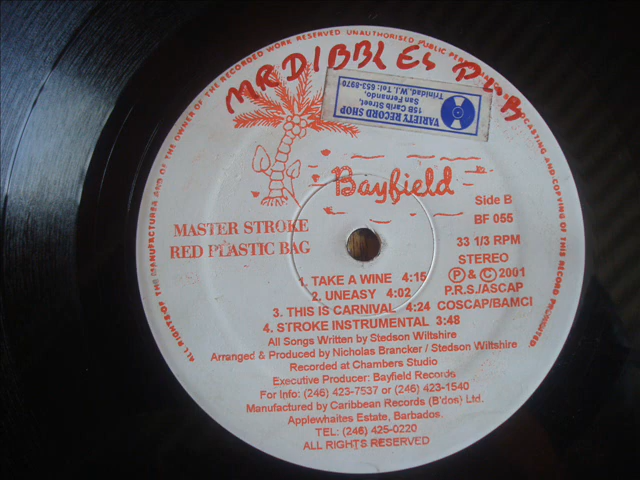 ALL RIGHTS OF THE MANUFACTURER AND OF THE OWNER OF THE RECORDED WORK RESERVED UNAUTHORISED PUBLIC PER
CASTING AND COPYING OF THIS RECORD PROHIBITED.
MR DIBBLES
VARIETY RECORD SHOP
15B Carib Street,
San Fernando,
Trinidad, W.I. Tel: 653-8970
Bayfield
Side B
BF 055
MASTER STROKE
RED PLASTIC BAG
33 1/3 RPM
STEREO
Ⓟ & © 2001
P.R.S./ASCAP
COSCAP/BAMCI
1. TAKE A WINE 4:15
2. UNEASY 4:02
3. THIS IS CARNIVAL 4:24
4. STROKE INSTRUMENTAL 3:48
All Songs Written by Stedson Wiltshire
Arranged & Produced by Nicholas Brancker / Stedson Wiltshire
Recorded at Chambers Studio
Executive Producer: Bayfield Records
For Info: (246) 423-7537 or (246) 423-1540
Manufactured by Caribbean Records (B'dos) Ltd.
Applewhaites Estate, Barbados.
TEL: (246) 425-0220
ALL RIGHTS RESERVED